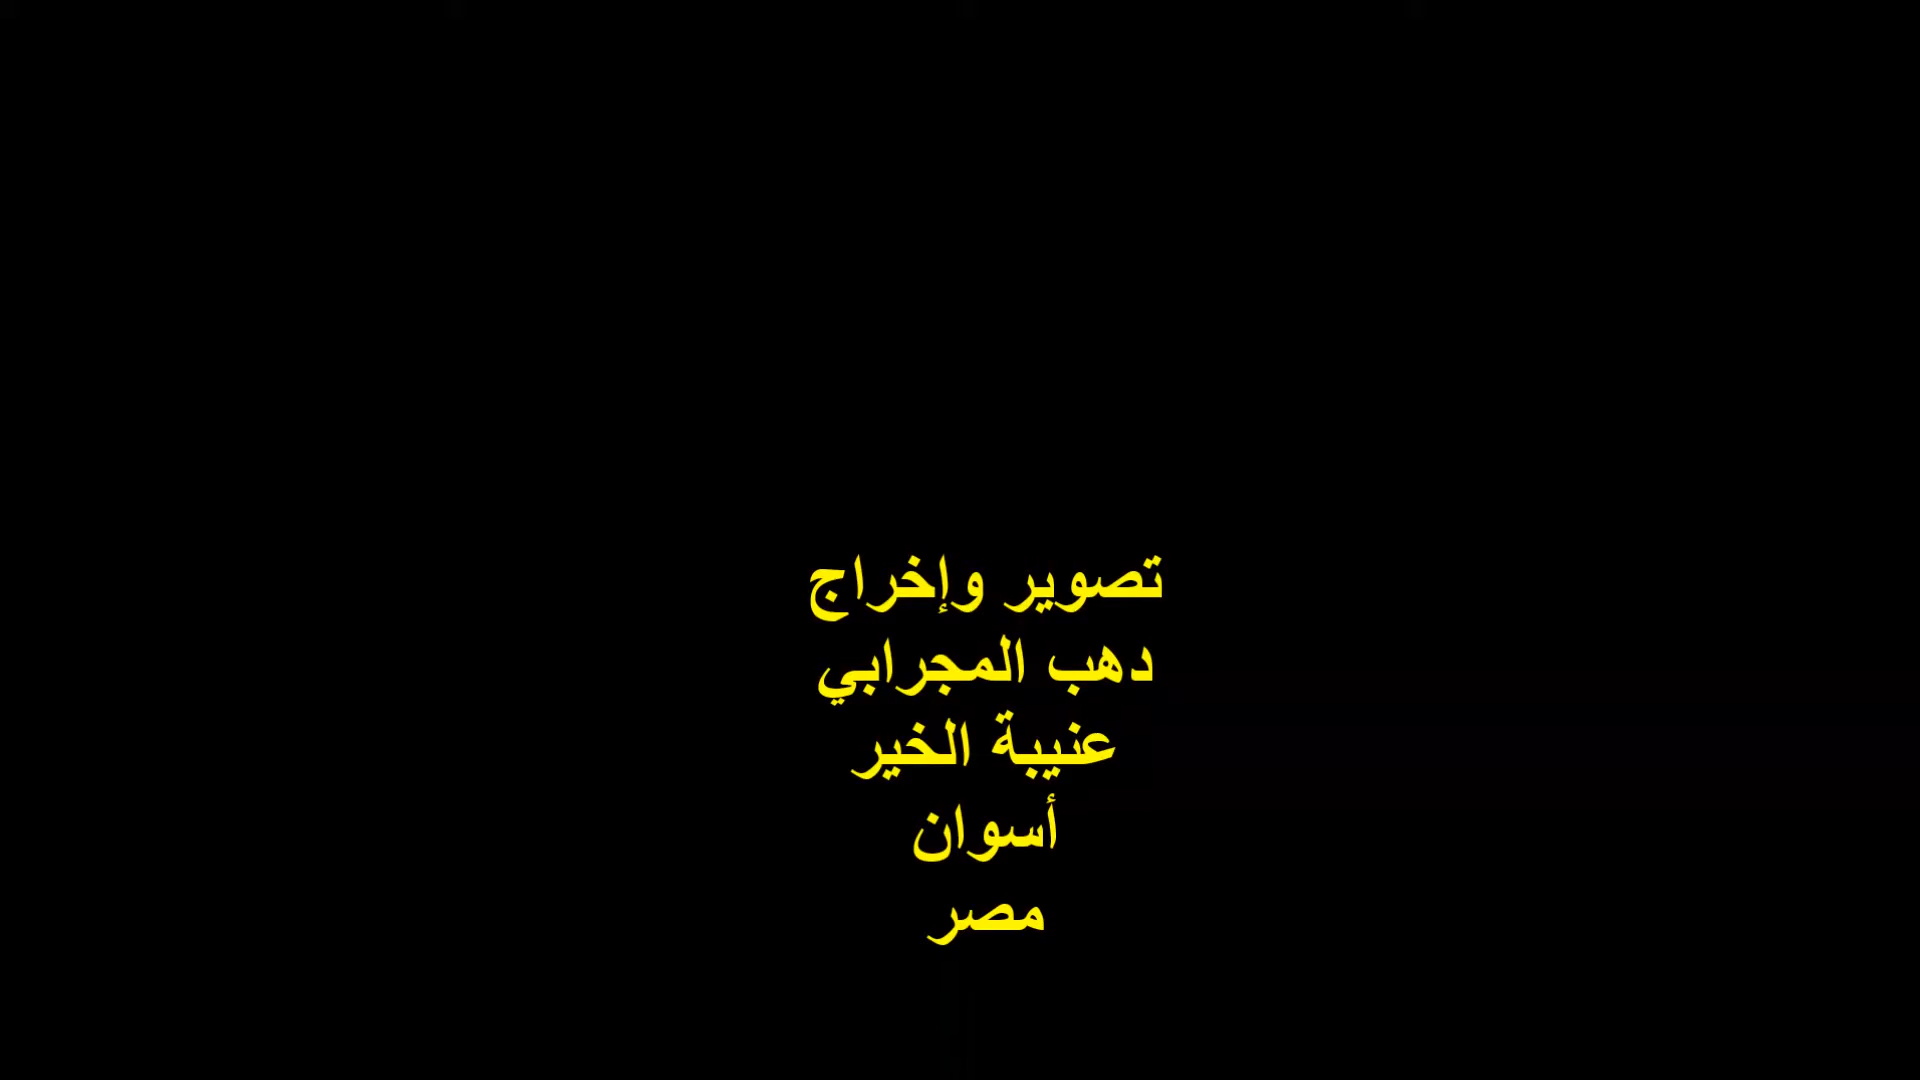 تصوير وإخراج
دهب المجرابي
عنيبة الخير
أسوان
مصر